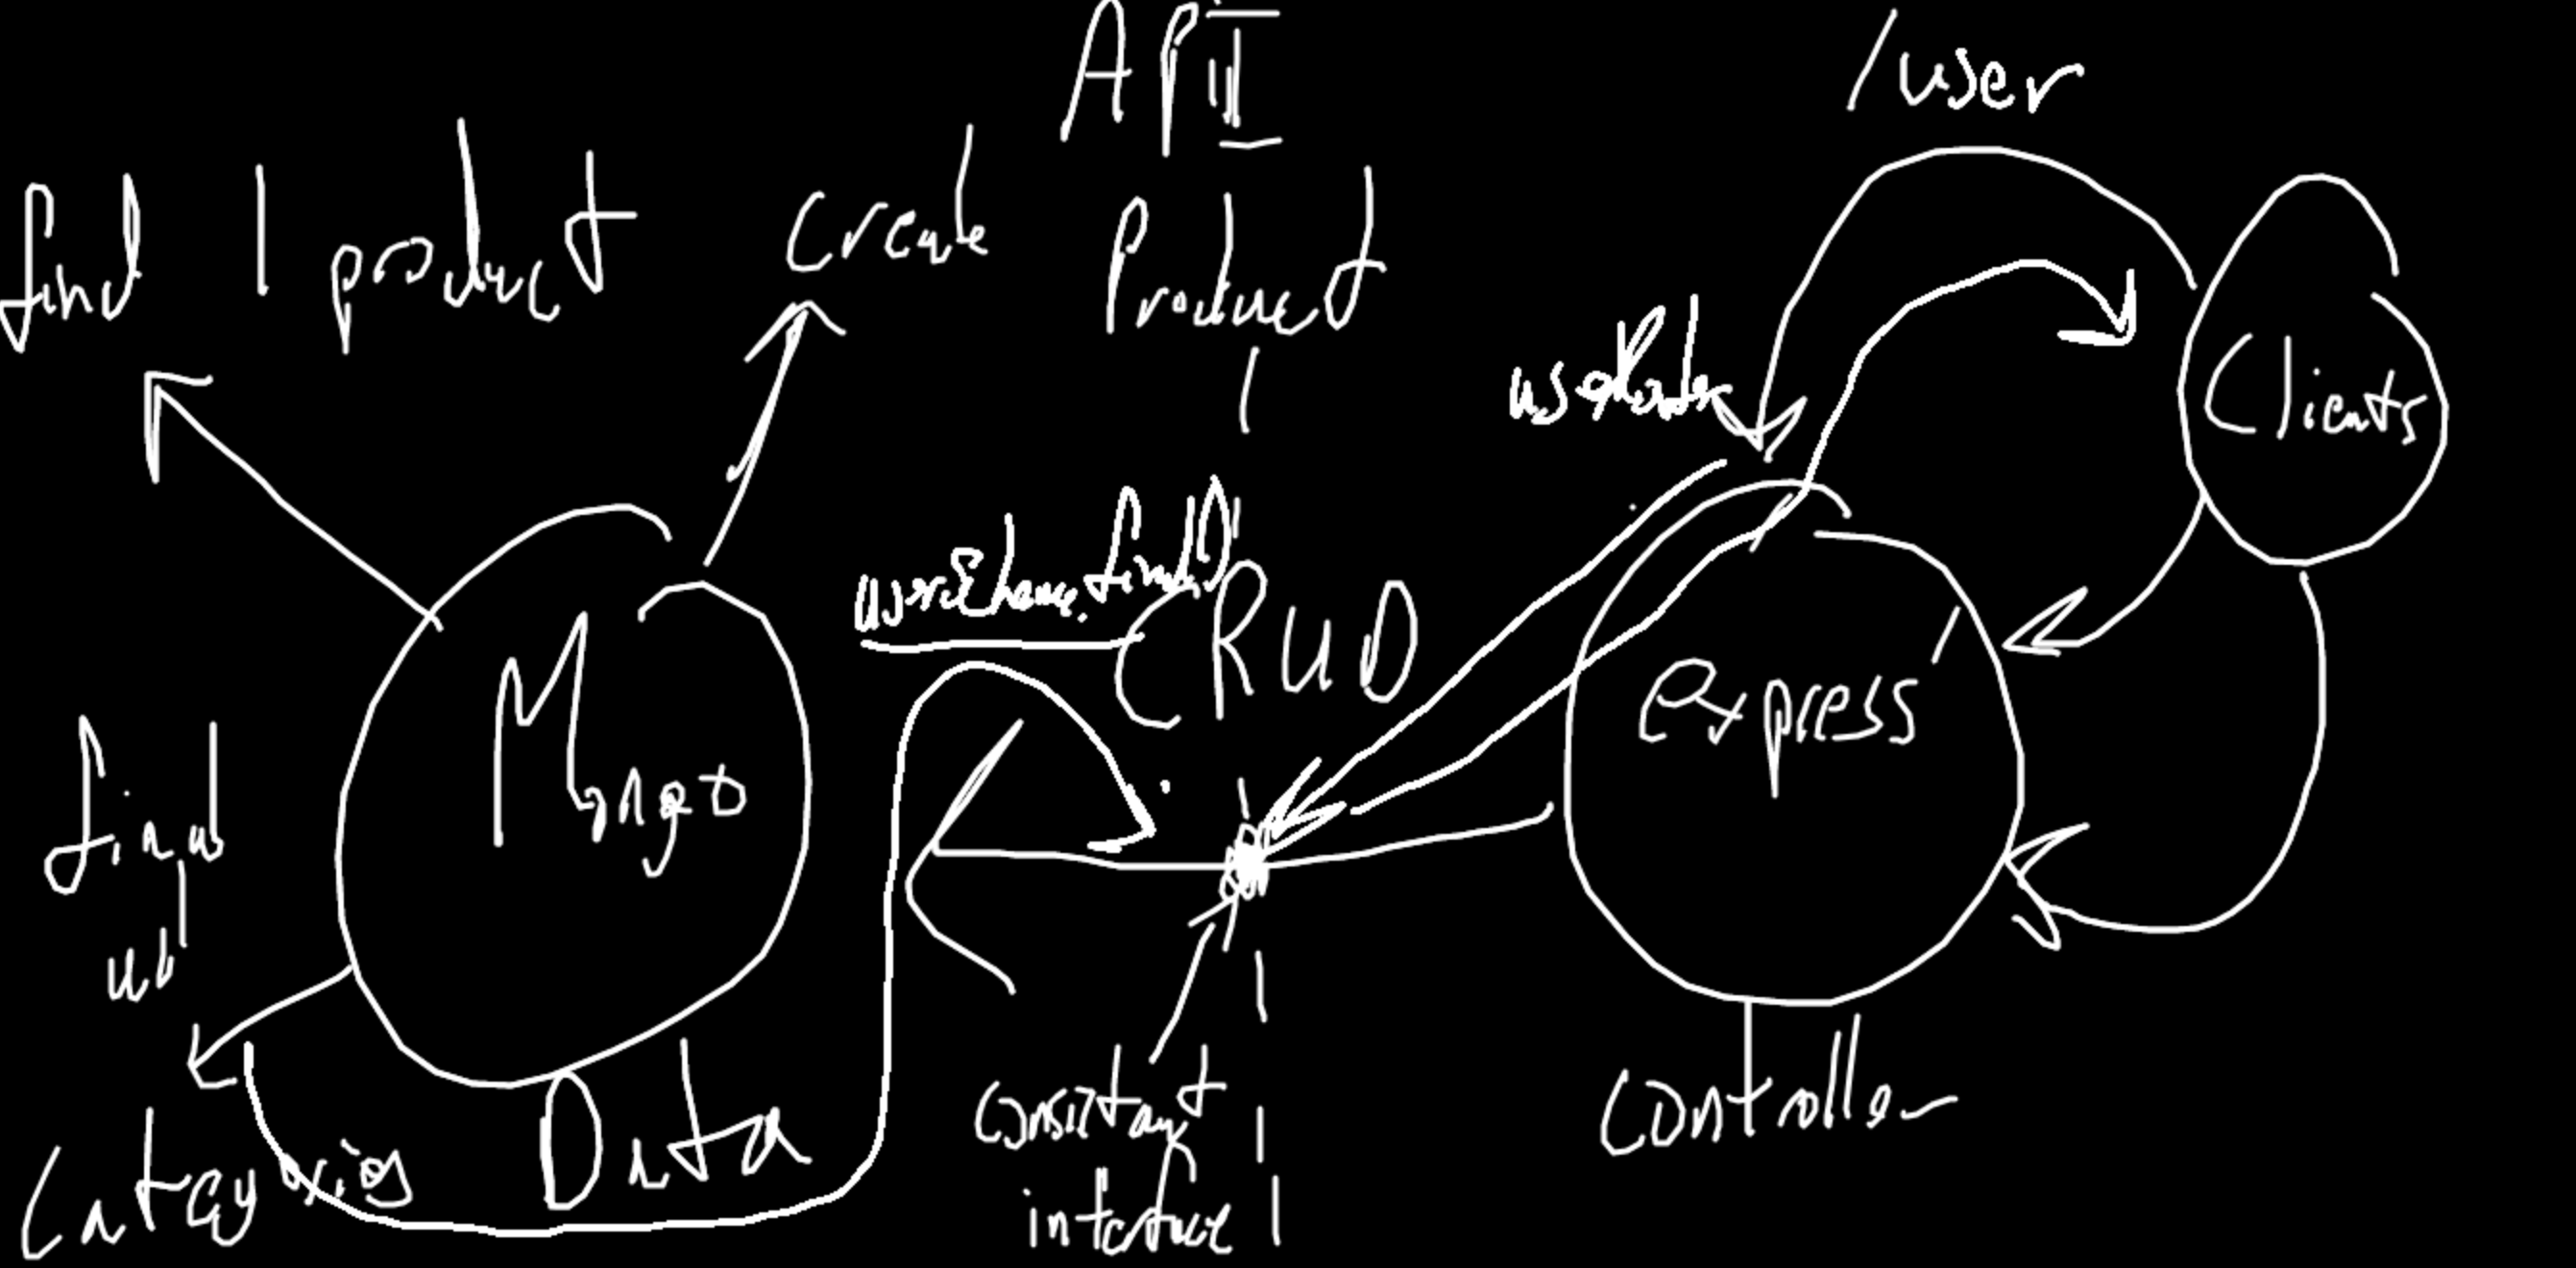 API
/user
find 1 product
create
Product
userRouter
Clients
userSchema.find()
CRUD
express
Mongo
find
all
Data
controller
consistant
interface